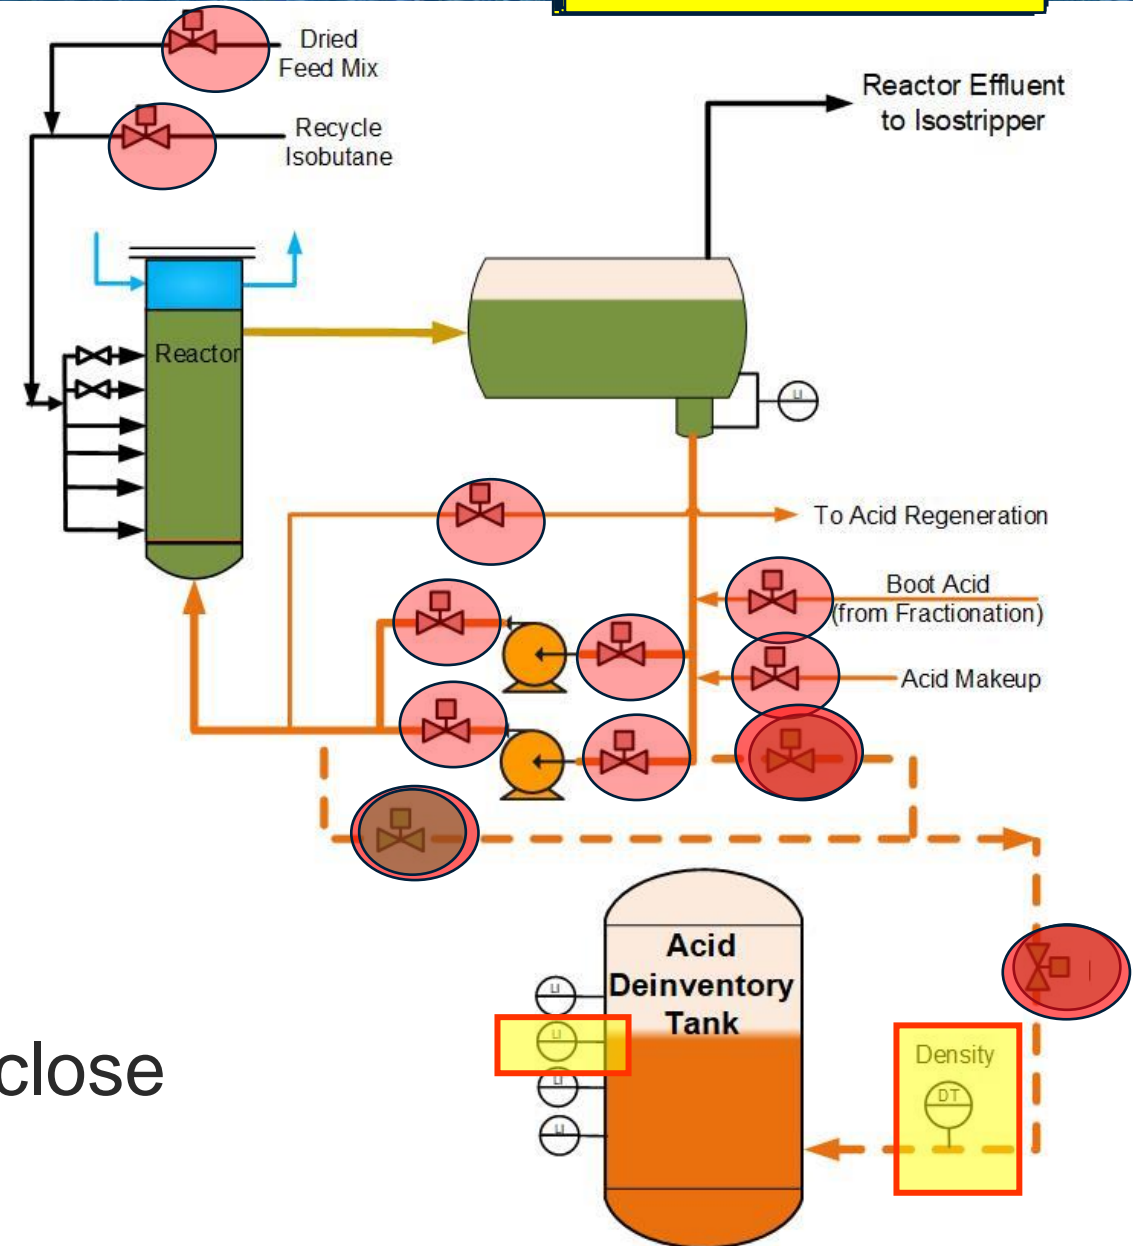 Dried
Feed Mix
Recycle
Isobutane
Reactor Effluent
to Isostripper
Reactor
LI
To Acid Regeneration
Boot Acid
(from Fractionation)
Acid Makeup
Acid
Deinventory
Tank
LI
LI
LI
LI
Density
DT
close